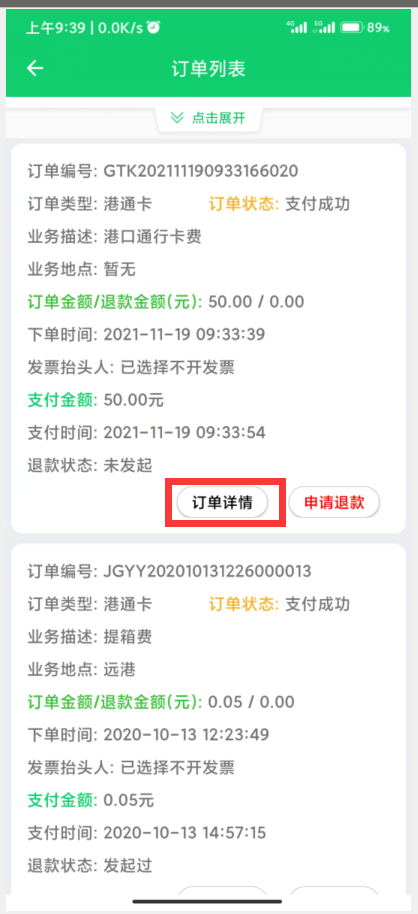 上午9:39 | 0.0K/s 4G 5G 89%
订单列表
点击展开
订单编号: GTK202111190933166020
订单类型: 港通卡 订单状态: 支付成功
业务描述: 港口通行卡费
业务地点: 暂无
订单金额/退款金额(元): 50.00 / 0.00
下单时间: 2021-11-19 09:33:39
发票抬头人: 已选择不开发票
支付金额: 50.00元
支付时间: 2021-11-19 09:33:54
退款状态: 未发起
订单详情 申请退款
订单编号: JGYY202010131226000013
订单类型: 港通卡 订单状态: 支付成功
业务描述: 提箱费
业务地点: 远港
订单金额/退款金额(元): 0.05 / 0.00
下单时间: 2020-10-13 12:23:49
发票抬头人: 已选择不开发票
支付金额: 0.05元
支付时间: 2020-10-13 14:57:15
退款状态: 发起过